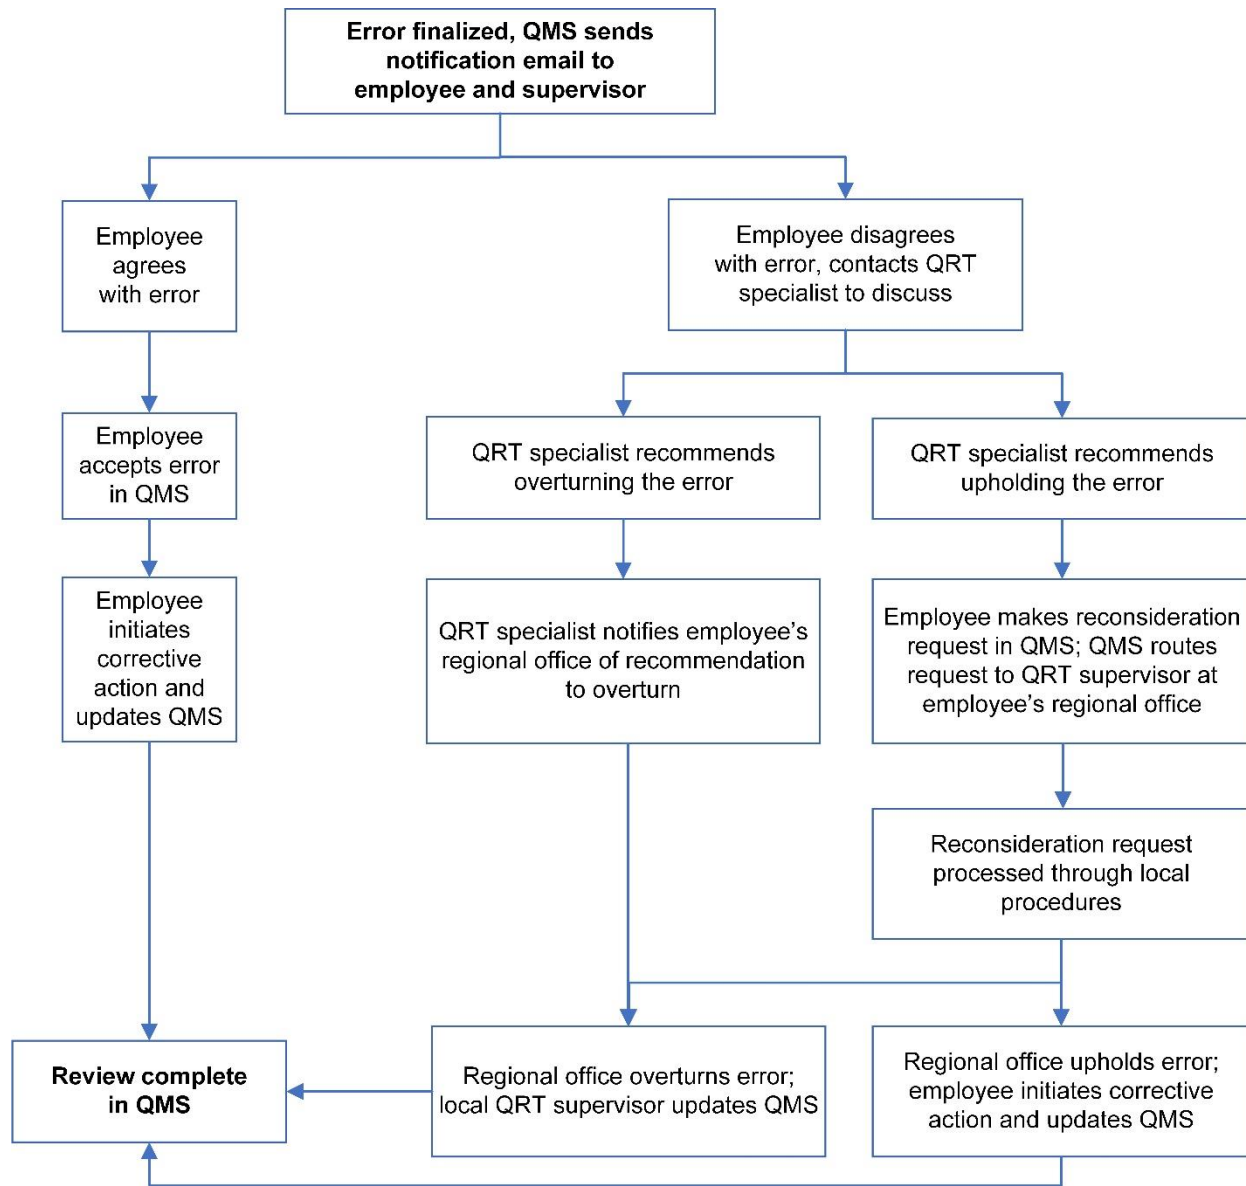 Error finalized, QMS sends
notification email to
employee and supervisor
Employee
agrees
with error
Employee disagrees
with error, contacts QRT
specialist to discuss
Employee
accepts error
in QMS
QRT specialist recommends
overturning the error
QRT specialist recommends
upholding the error
Employee
initiates
corrective
action and
updates QMS
QRT specialist notifies employee’s
regional office of recommendation
to overturn
Employee makes reconsideration
request in QMS; QMS routes
request to QRT supervisor at
employee’s regional office
Reconsideration request
processed through local
procedures
Review complete
in QMS
Regional office overturns error;
local QRT supervisor updates QMS
Regional office upholds error;
employee initiates corrective
action and updates QMS